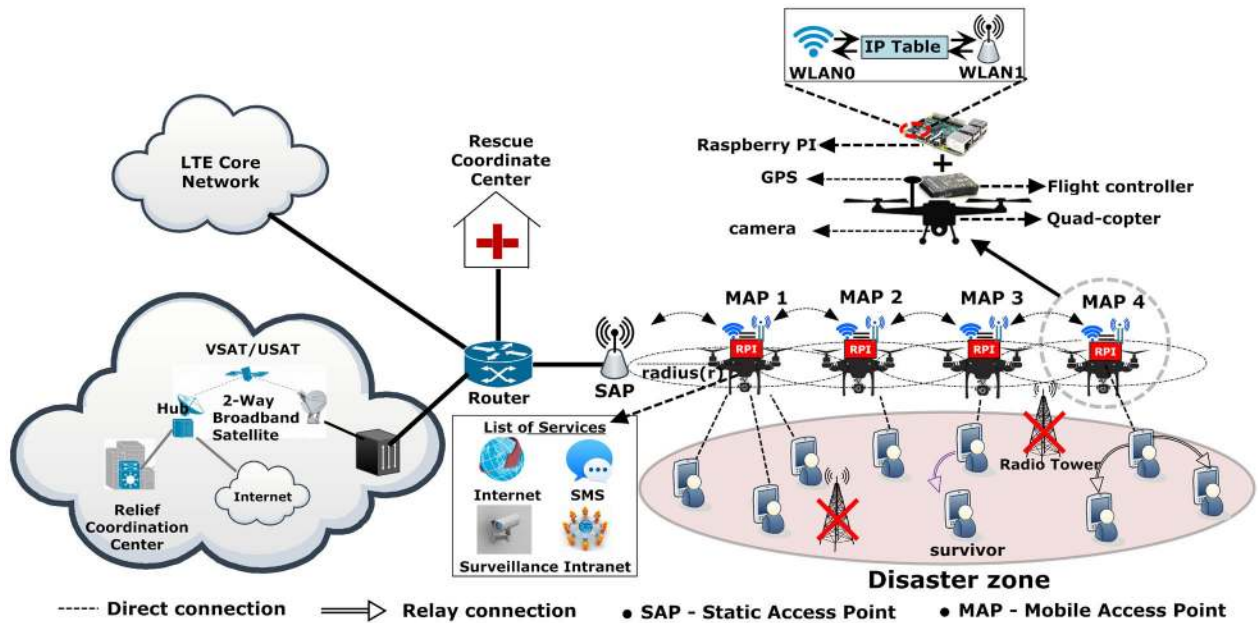 IP Table
WLAN0
WLAN1
LTE Core
Network
Rescue
Coordinate
Center
Raspberry PI
+
GPS
Flight controller
Quad-copter
camera
MAP 1
MAP 2
MAP 3
MAP 4
VSAT/USAT
Hub
2-Way
Broadband
Satellite
Internet
Relief
Coordination
Center
Router
SAP
radius(r)
RPI
RPI
RPI
RPI
List of Services
Internet
SMS
Surveillance
Intranet
Radio Tower
survivor
Disaster zone
Direct connection
Relay connection
• SAP - Static Access Point
• MAP - Mobile Access Point